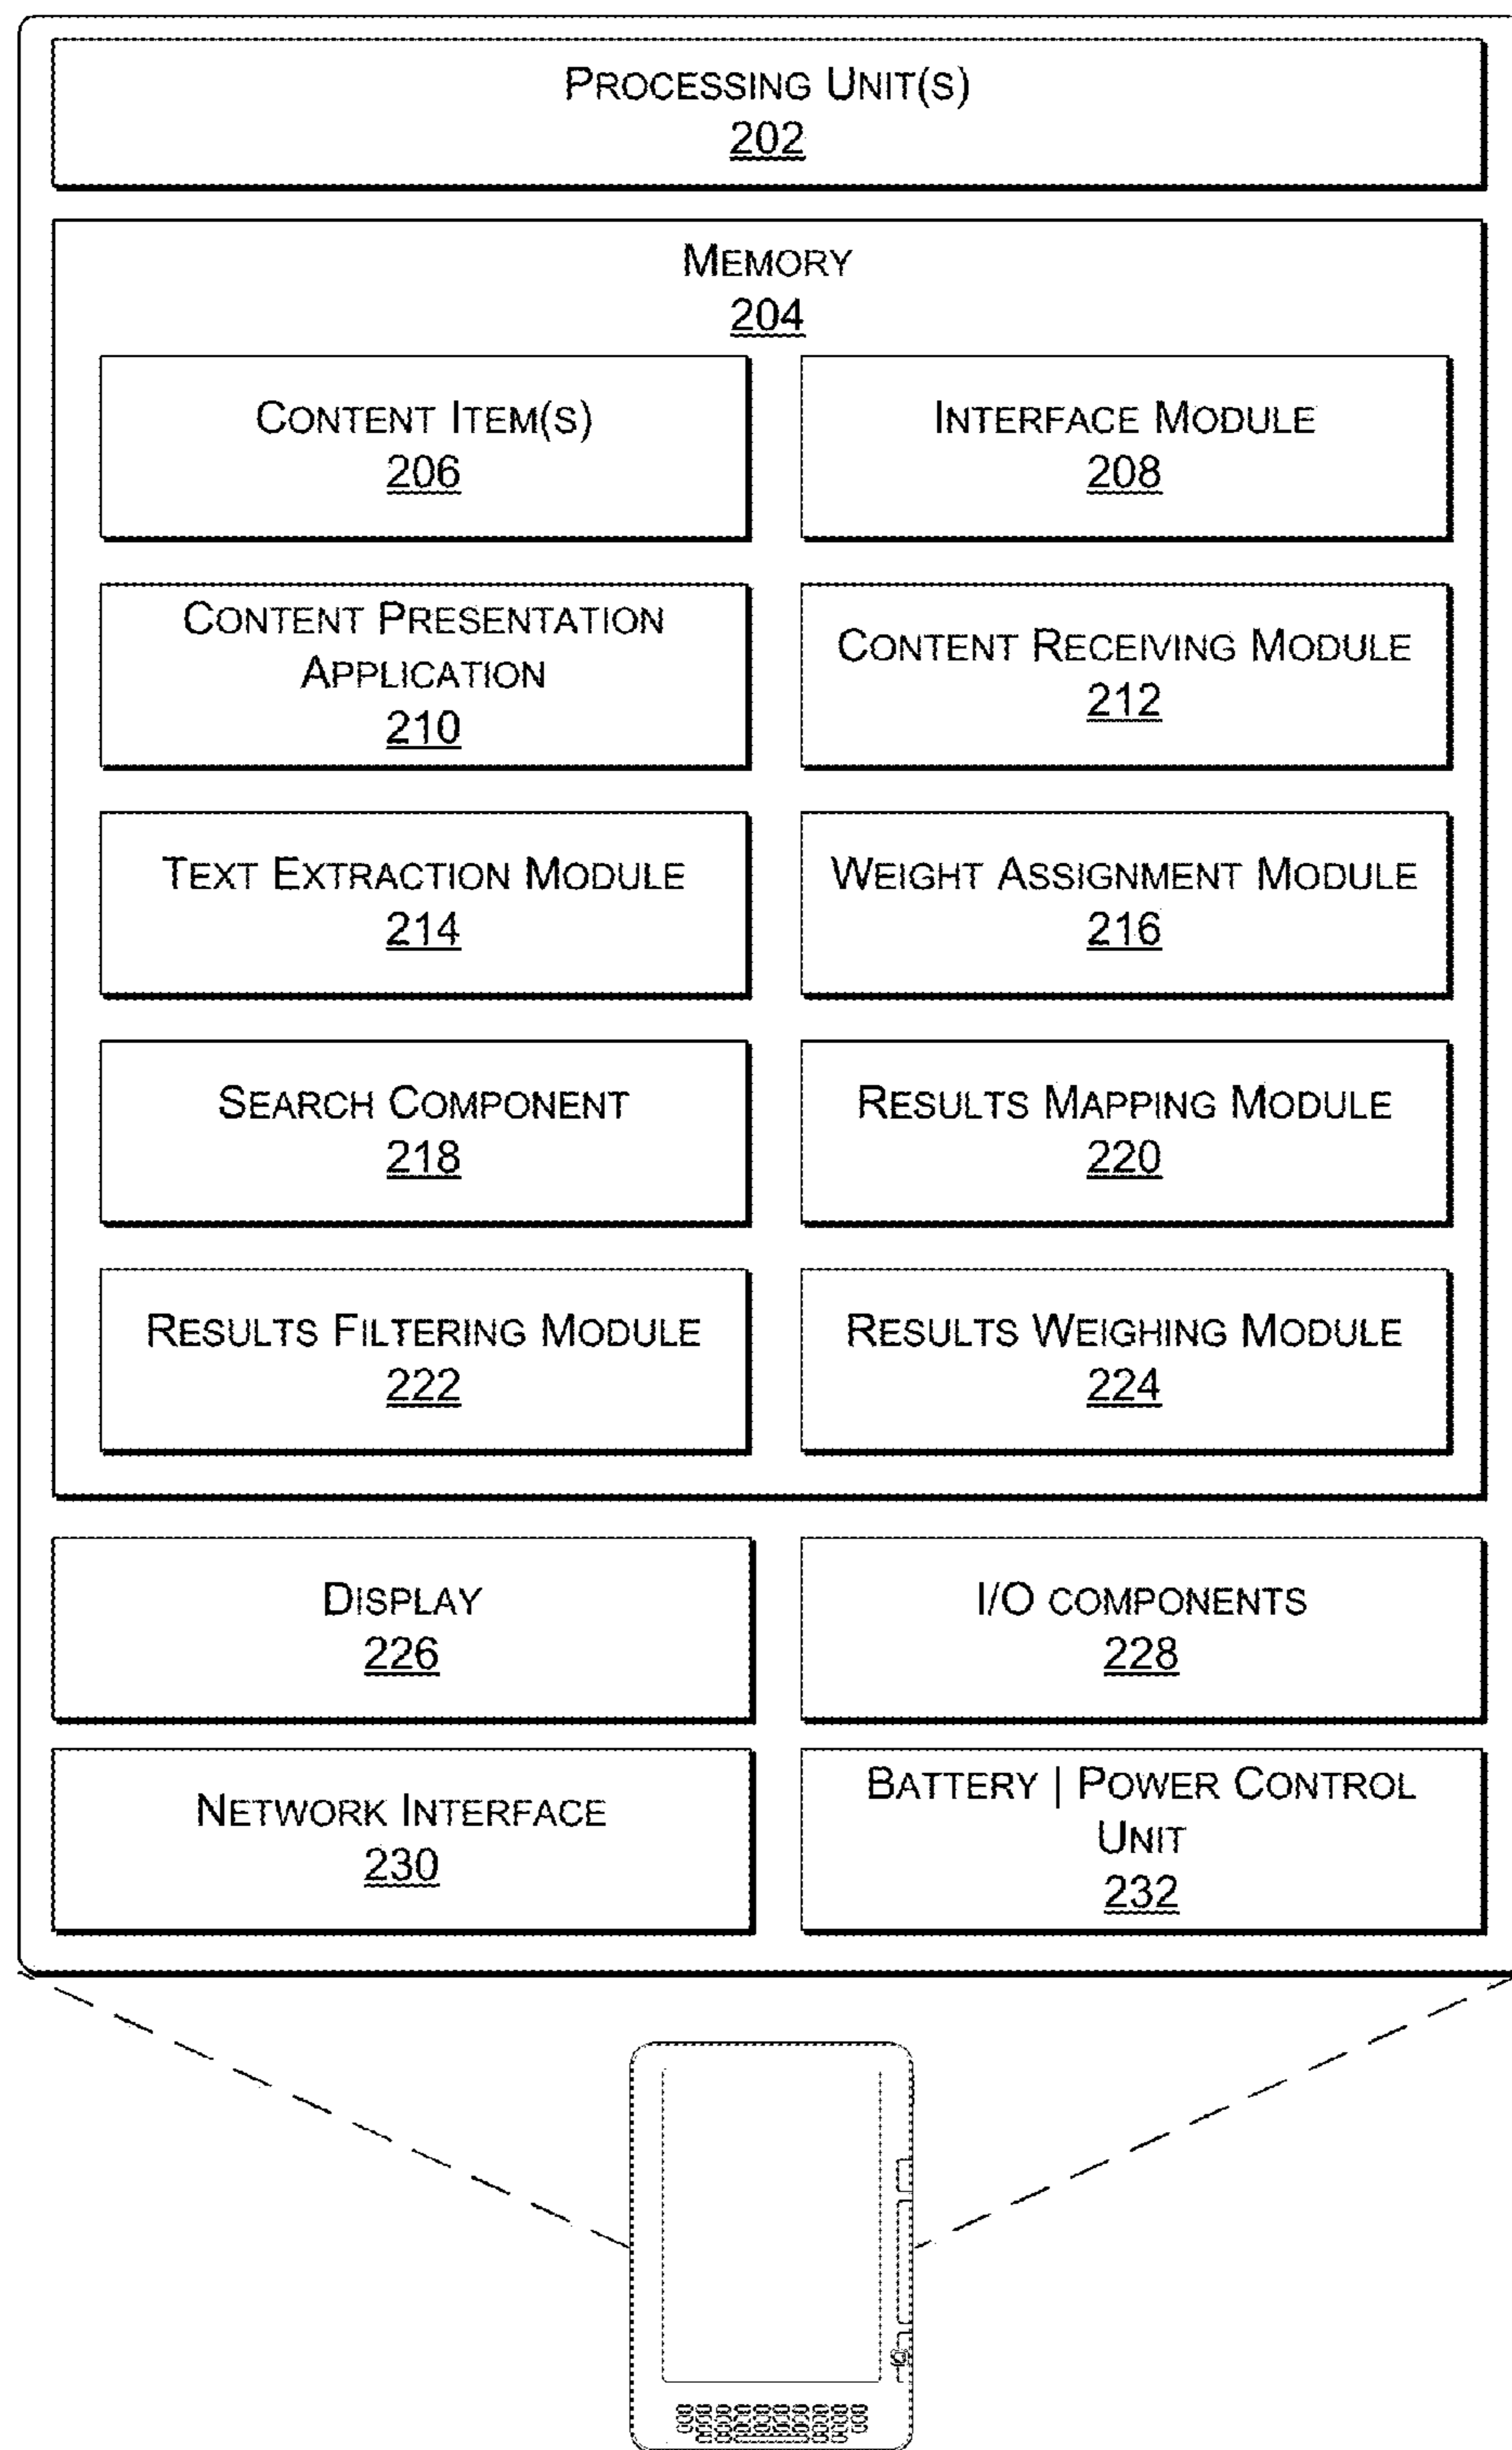 PROCESSING UNIT(S)
202
MEMORY
204
CONTENT ITEM(S)
206
INTERFACE MODULE
208
CONTENT PRESENTATION
APPLICATION
210
CONTENT RECEIVING MODULE
212
TEXT EXTRACTION MODULE
214
WEIGHT ASSIGNMENT MODULE
216
SEARCH COMPONENT
218
RESULTS MAPPING MODULE
220
RESULTS FILTERING MODULE
222
RESULTS WEIGHING MODULE
224
DISPLAY
226
I/O COMPONENTS
228
NETWORK INTERFACE
230
BATTERY | POWER CONTROL
UNIT
232